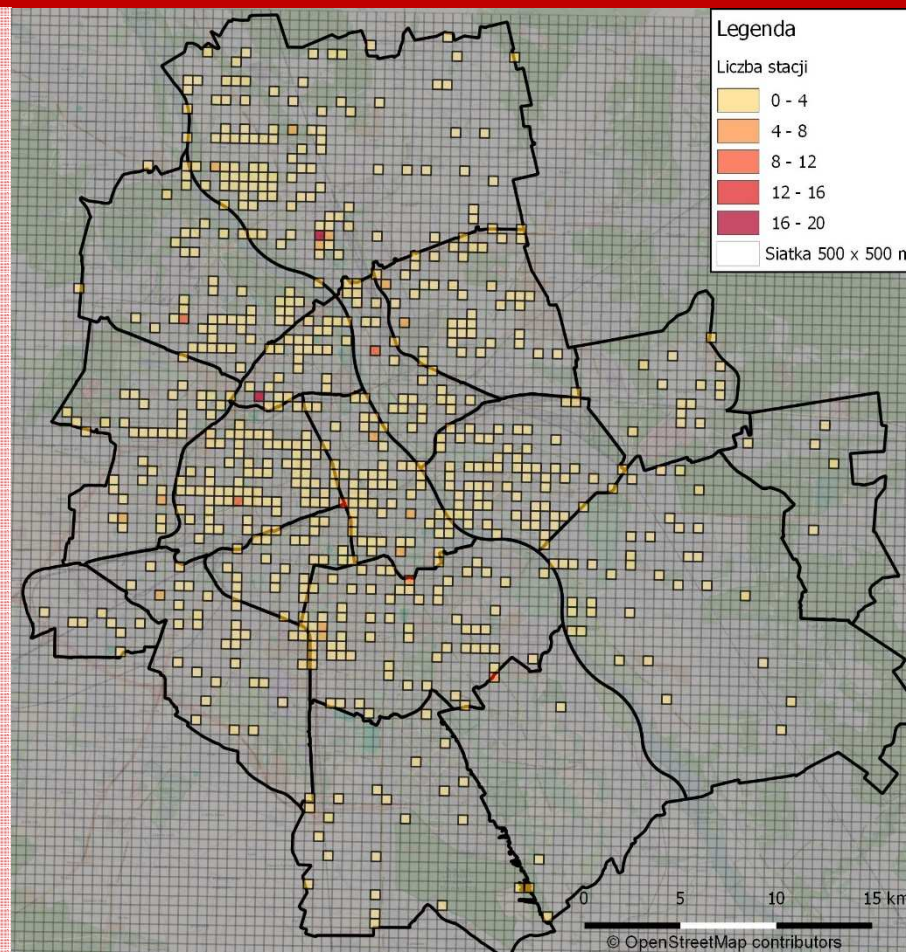 Legenda
Liczba stacji
0 - 4
4 - 8
8 - 12
12 - 16
16 - 20
Siatka 500 x 500 m
0 5 10 15 km
© OpenStreetMap contributors